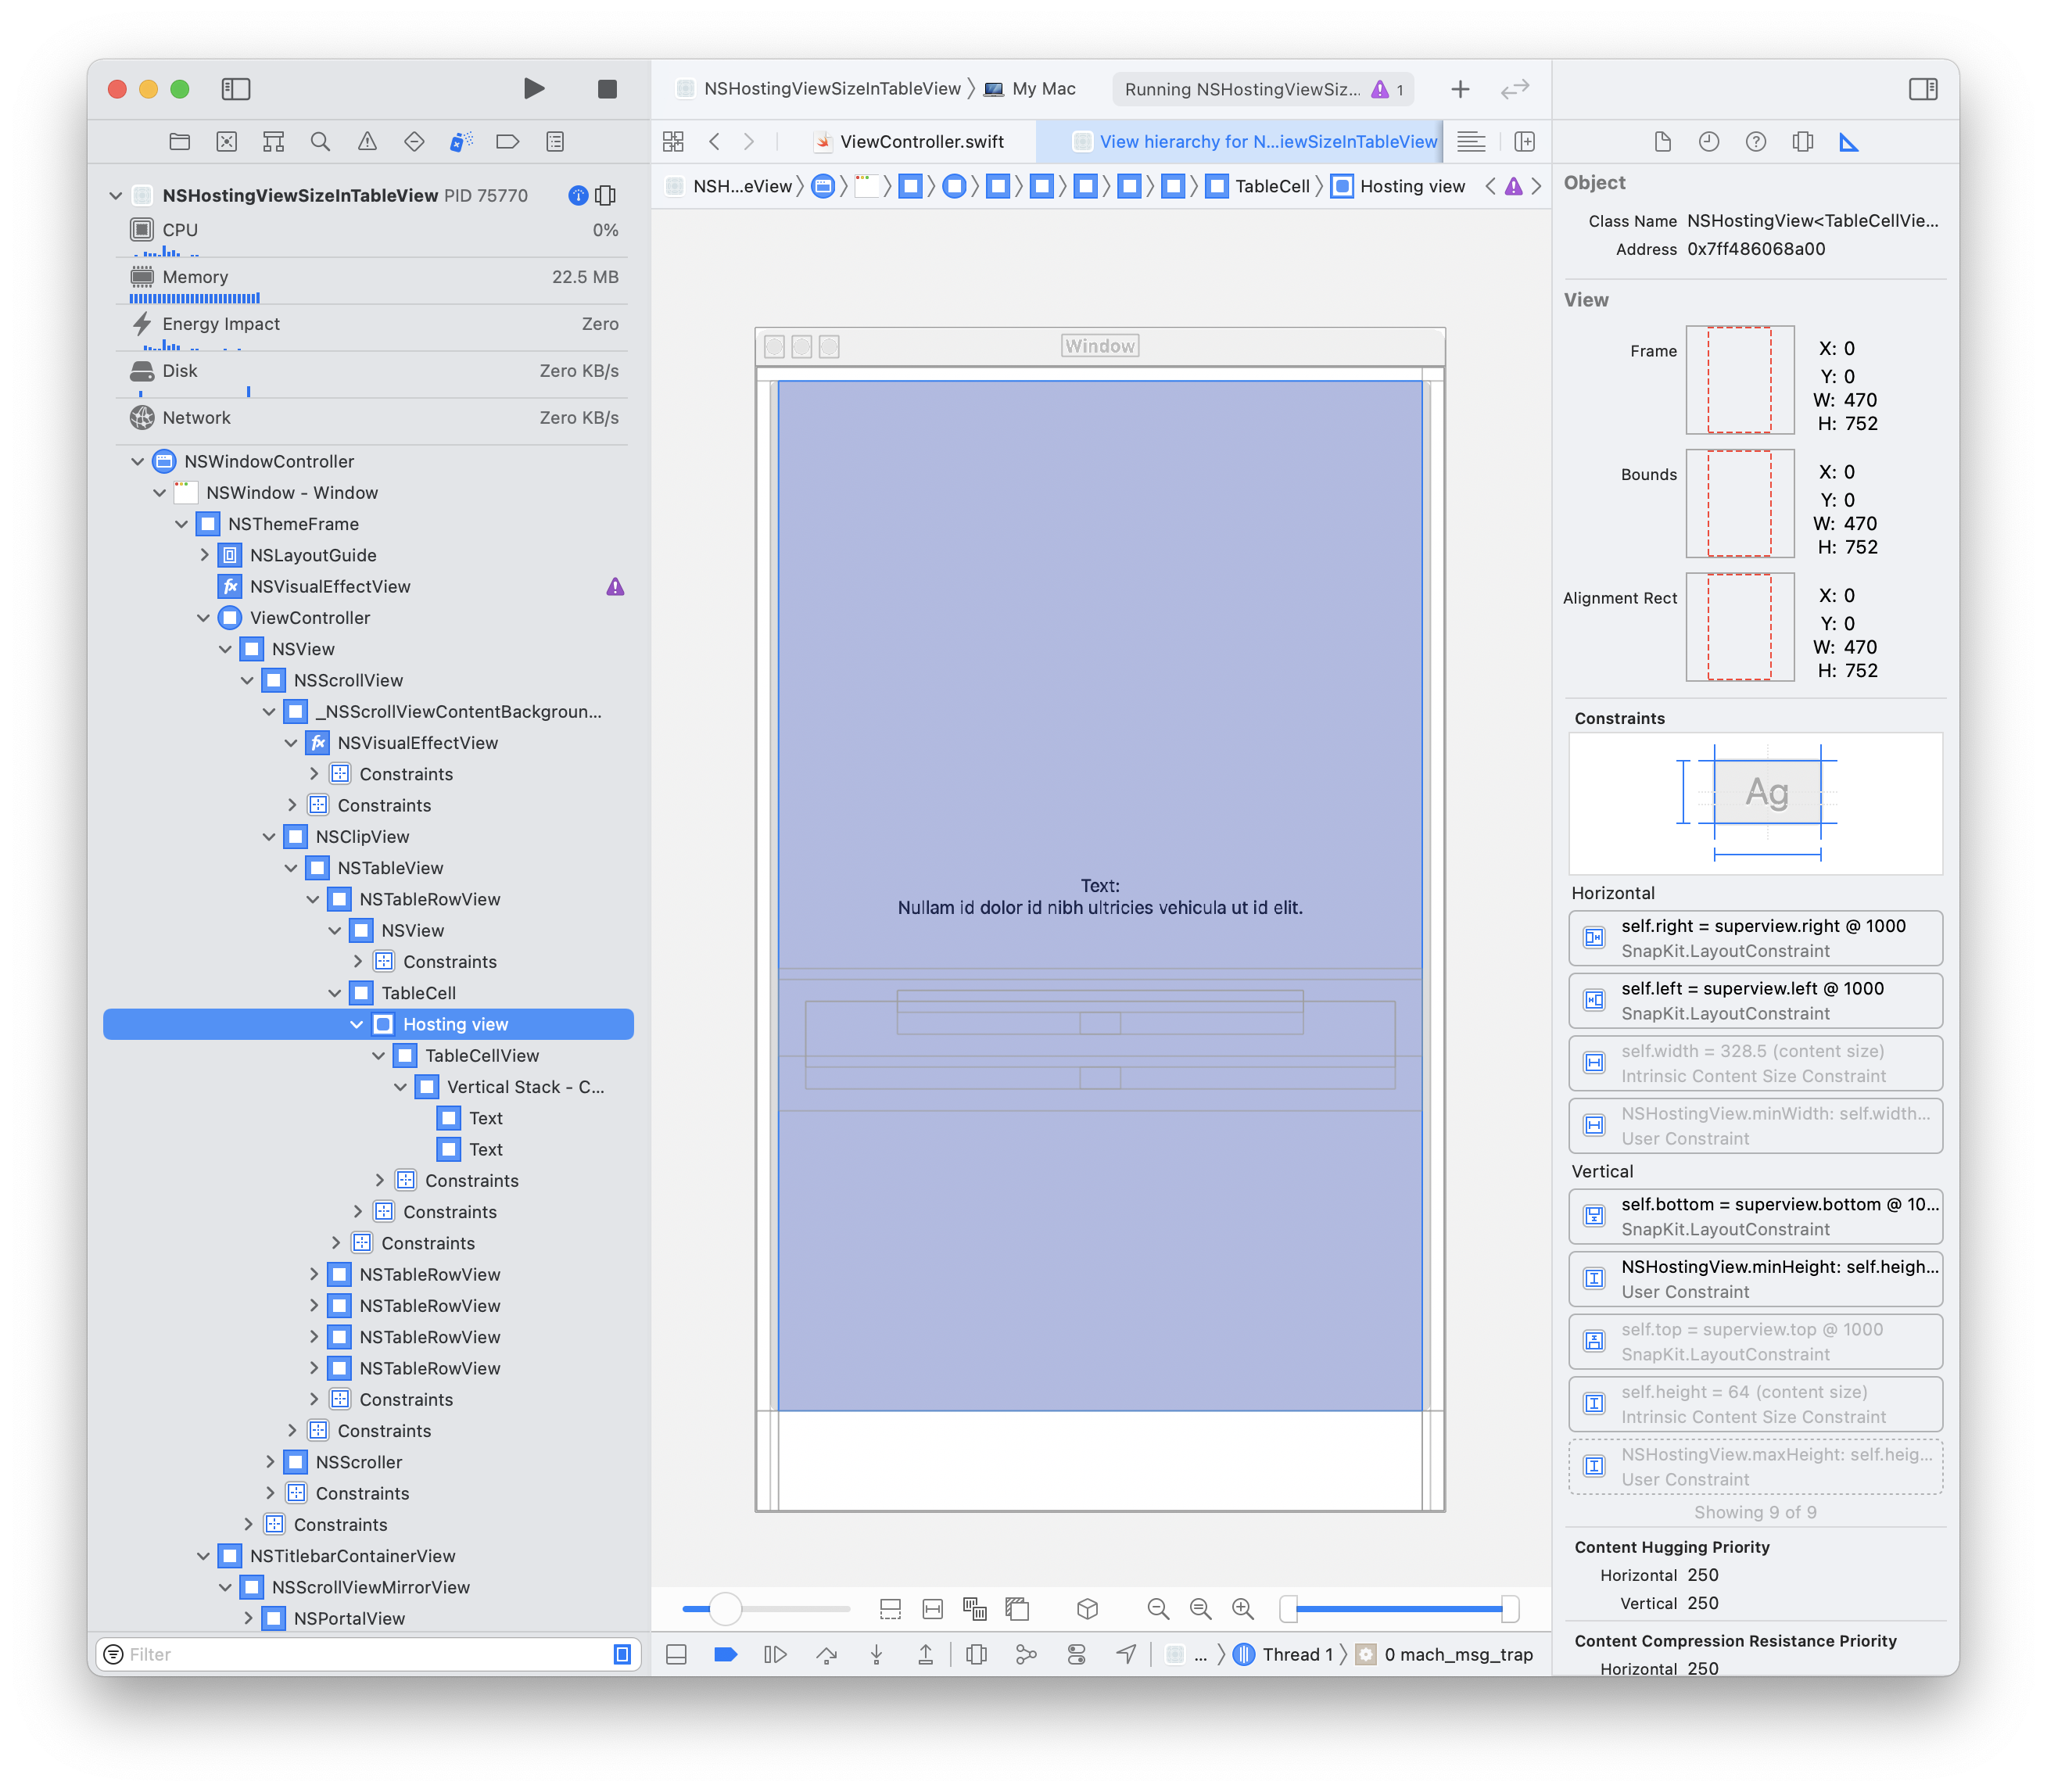 NSHostingViewSizeInTableView
My Mac
Running NSHostingViewSiz...
1
ViewController.swift
View hierarchy for N...iewSizeInTableView
NSH...eView
TableCell
Hosting view
NSHostingViewSizeInTableView PID 75770
CPU
0%
Memory
22.5 MB
Energy Impact
Zero
Disk
Zero KB/s
Network
Zero KB/s
NSWindowController
NSWindow - Window
NSThemeFrame
NSLayoutGuide
fx NSVisualEffectView
ViewController
NSView
NSScrollView
_NSScrollViewContentBackgroun...
fx NSVisualEffectView
Constraints
Constraints
NSClipView
NSTableView
NSTableRowView
NSView
Constraints
TableCell
Hosting view
TableCellView
Vertical Stack - C...
Text
Text
Constraints
Constraints
Constraints
NSTableRowView
NSTableRowView
NSTableRowView
NSTableRowView
Constraints
Constraints
NSScroller
Constraints
Constraints
NSTitlebarContainerView
NSScrollViewMirrorView
NSPortalView
Filter
Window
Text:
Nullam id dolor id nibh ultricies vehicula ut id elit.
...
Thread 1
0 mach_msg_trap
Object
Class Name NSHostingView<TableCellVie...
Address 0x7ff486068a00
View
Frame
X: 0
Y: 0
W: 470
H: 752
Bounds
X: 0
Y: 0
W: 470
H: 752
Alignment Rect
X: 0
Y: 0
W: 470
H: 752
Constraints
Ag
Horizontal
self.right = superview.right @ 1000
SnapKit.LayoutConstraint
self.left = superview.left @ 1000
SnapKit.LayoutConstraint
self.width = 328.5 (content size)
Intrinsic Content Size Constraint
NSHostingView.minWidth: self.width...
User Constraint
Vertical
self.bottom = superview.bottom @ 10...
SnapKit.LayoutConstraint
NSHostingView.minHeight: self.heigh...
User Constraint
self.top = superview.top @ 1000
SnapKit.LayoutConstraint
self.height = 64 (content size)
Intrinsic Content Size Constraint
NSHostingView.maxHeight: self.heig...
User Constraint
Showing 9 of 9
Content Hugging Priority
Horizontal 250
Vertical 250
Content Compression Resistance Priority
Horizontal 250